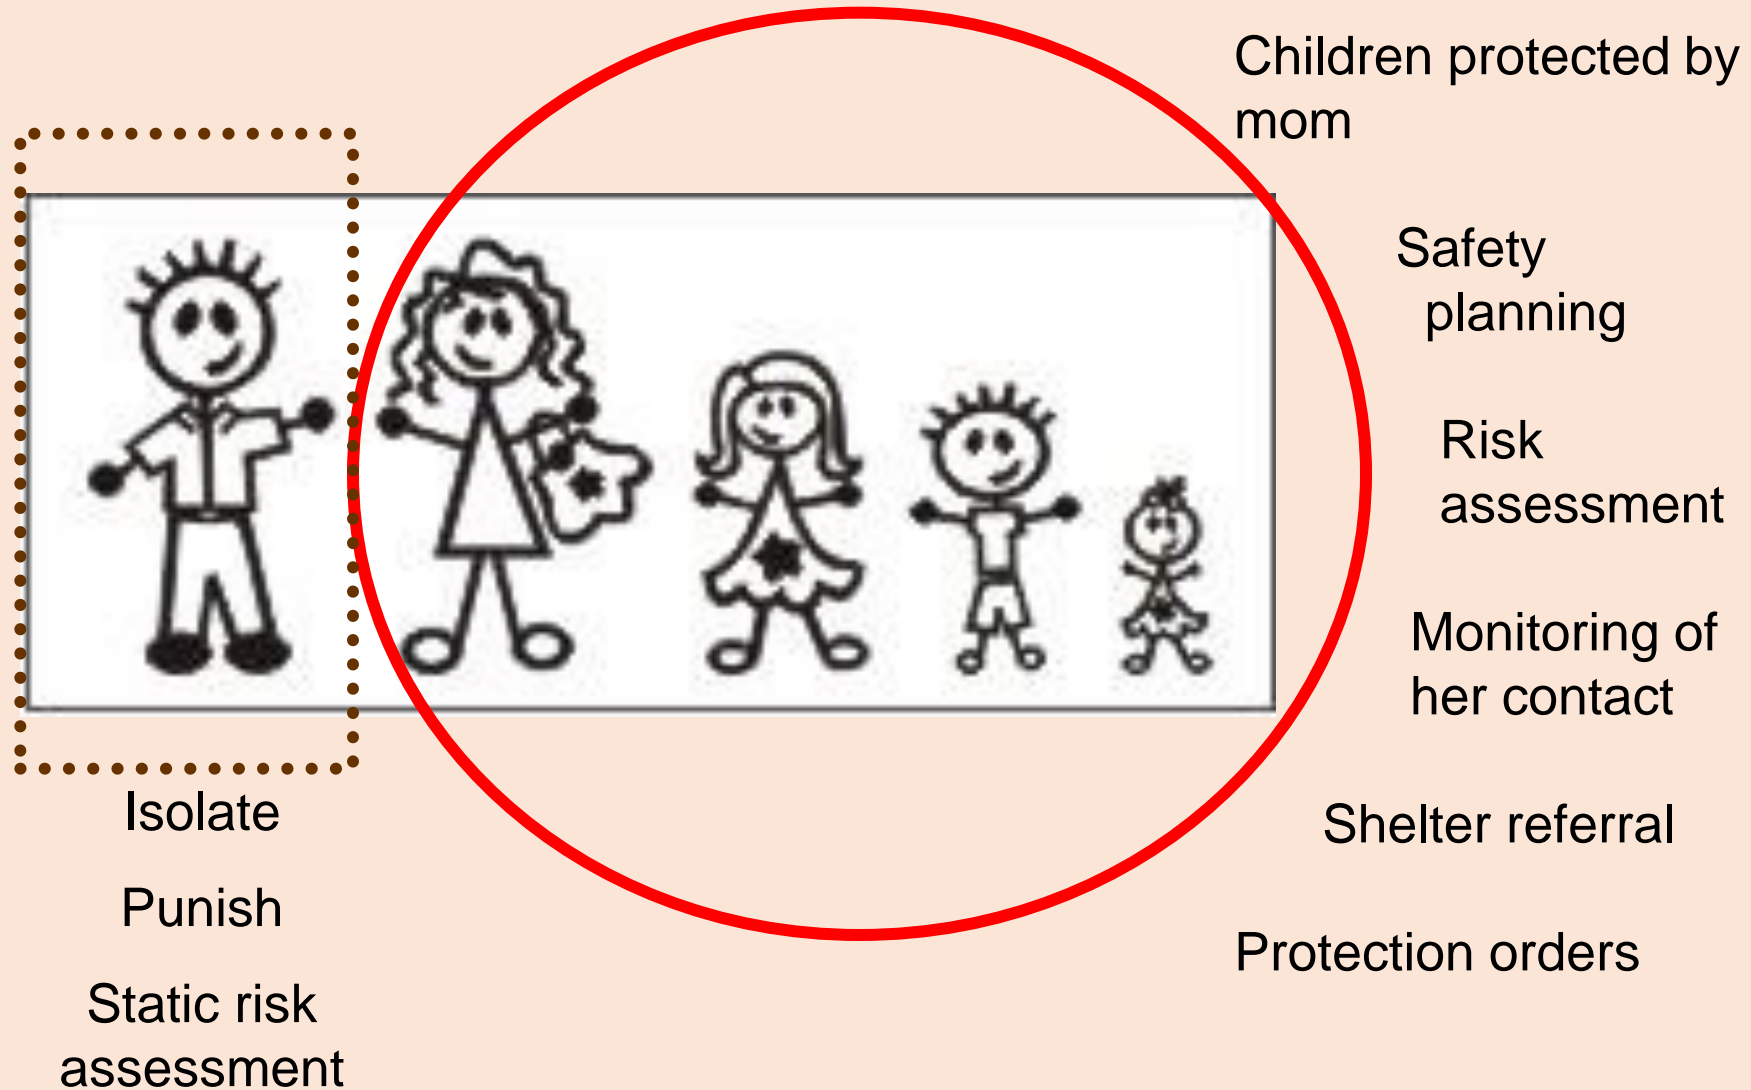 Children protected by
mom
Safety
planning
Risk
assessment
Monitoring of
her contact
Shelter referral
Protection orders
Isolate
Punish
Static risk
assessment